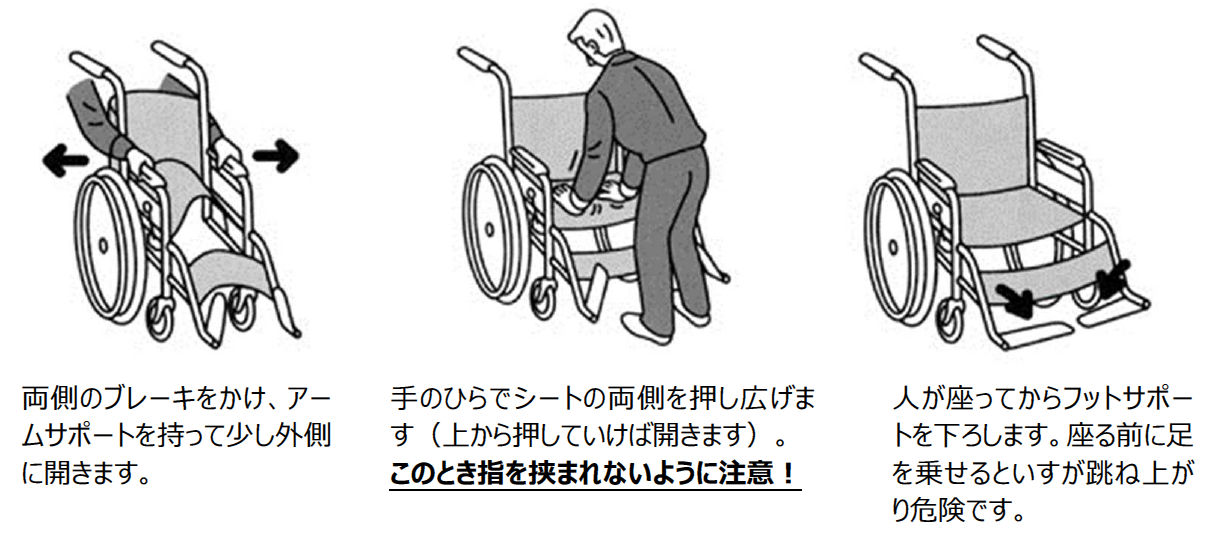 両側のブレーキをかけ、アー
ムサポートを持って少し外側
に開きます。
手のひらでシートの両側を押し広げま
す（上から押していけば開きます）。
このとき指を挟まれないように注意！
人が座ってからフットサポー
トを下ろします。座る前に足
を乗せるといすが跳ね上が
り危険です。